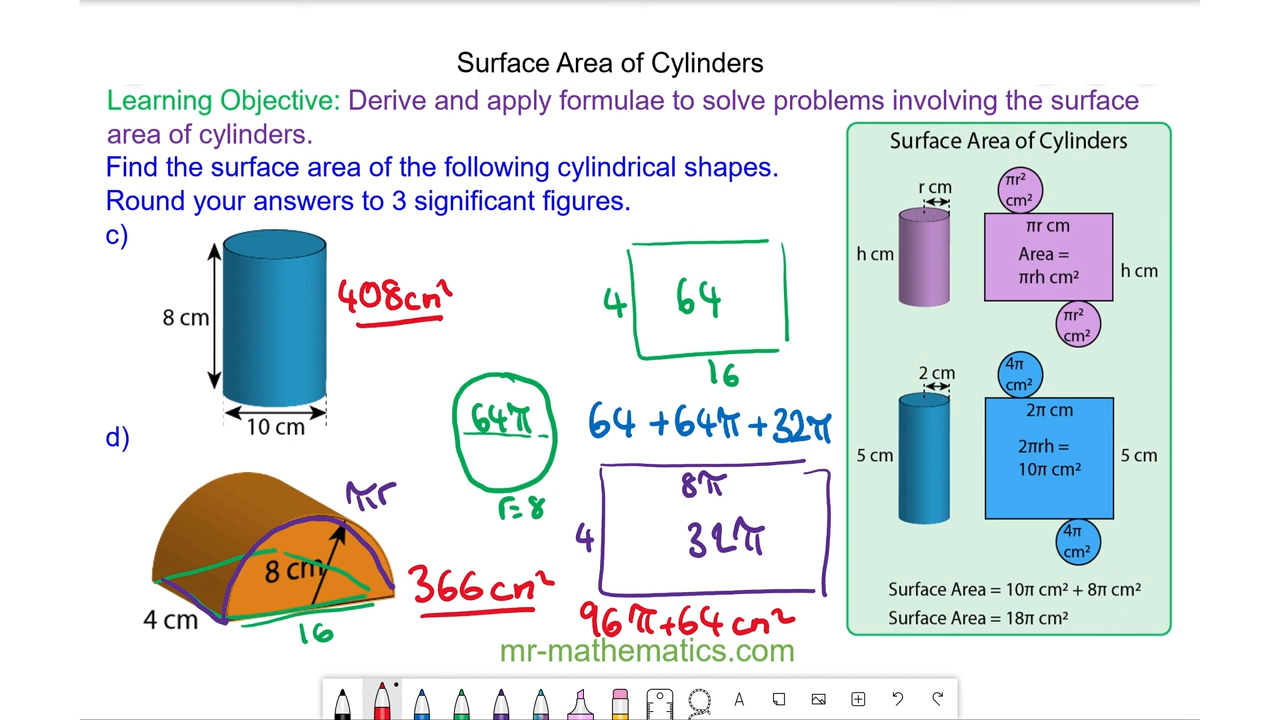 Surface Area of Cylinders
Learning Objective: Derive and apply formulae to solve problems involving the surface
area of cylinders.
Find the surface area of the following cylindrical shapes.
Round your answers to 3 significant figures.
c)
8 cm
10 cm
408cm²
d)
8 cm
4 cm
16
πr
366cm²
64π
r=8
4
64
16
64 + 64π + 32π
8π
4
32π
96π+64cm²
mr-mathematics.com
Surface Area of Cylinders
r cm
h cm
πr²
cm²
πr cm
Area =
πrh cm²
h cm
πr²
cm²
2 cm
5 cm
4π
cm²
2π cm
2πrh =
10π cm²
5 cm
4π
cm²
Surface Area = 10π cm² + 8π cm²
Surface Area = 18π cm²
A